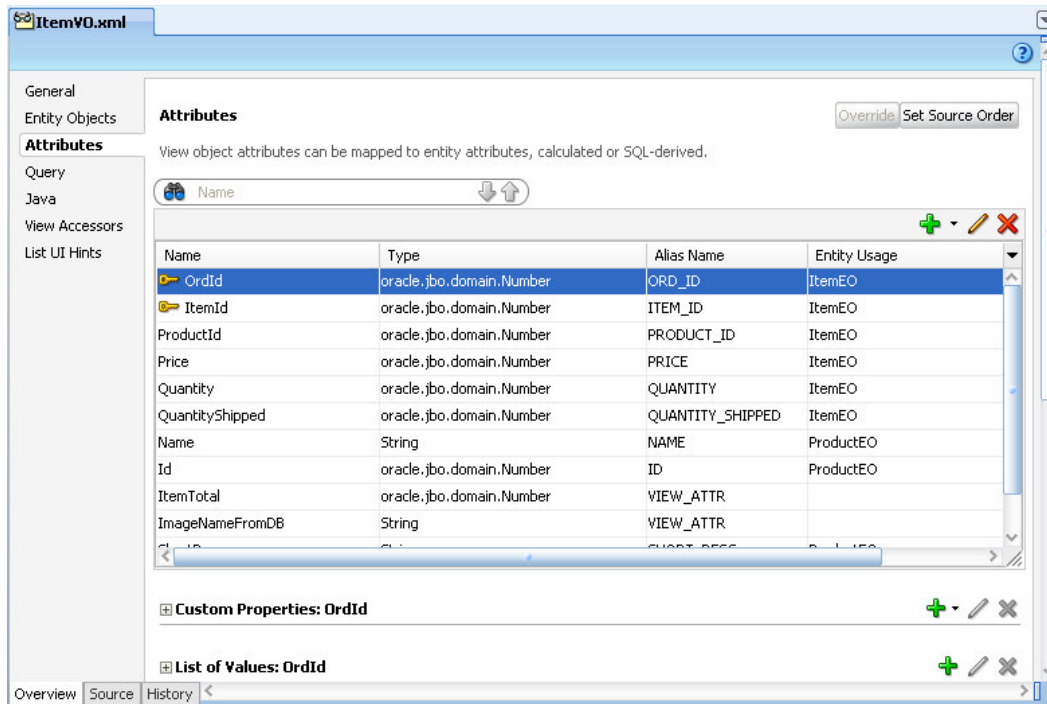 ItemVO.xml
General
Entity Objects
Attributes
Query
Java
View Accessors
List UI Hints
Attributes
Override Set Source Order
View object attributes can be mapped to entity attributes, calculated or SQL-derived.
Name
Name Type Alias Name Entity Usage
OrdId oracle.jbo.domain.Number ORD_ID ItemEO
ItemId oracle.jbo.domain.Number ITEM_ID ItemEO
ProductId oracle.jbo.domain.Number PRODUCT_ID ItemEO
Price oracle.jbo.domain.Number PRICE ItemEO
Quantity oracle.jbo.domain.Number QUANTITY ItemEO
QuantityShipped oracle.jbo.domain.Number QUANTITY_SHIPPED ItemEO
Name String NAME ProductEO
Id oracle.jbo.domain.Number ID ProductEO
ItemTotal oracle.jbo.domain.Number VIEW_ATTR
ImageNameFromDB String VIEW_ATTR
Custom Properties: OrdId
List of Values: OrdId
Overview Source History